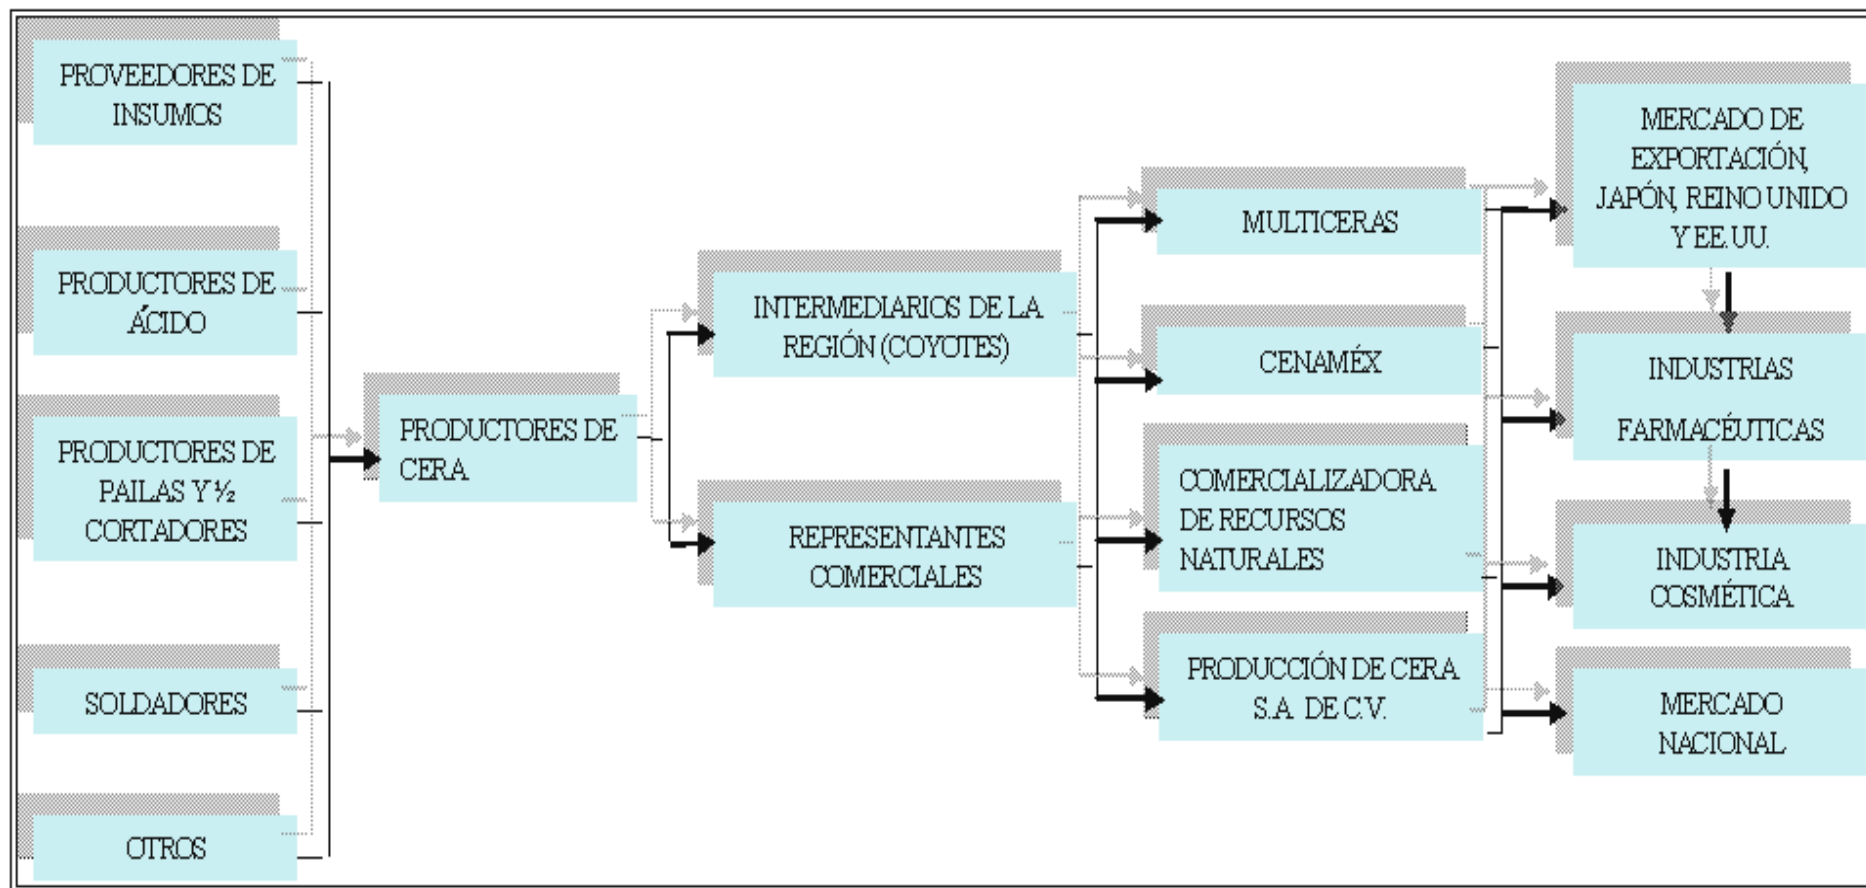 PROVEEDORES DE
INSUMOS
PRODUCTORES DE
ÁCIDO
PRODUCTORES DE
PAILAS Y ½
CORTADORES
SOLDADORES
OTROS
PRODUCTORES DE
CERA
INTERMEDIARIOS DE LA
REGIÓN (COYOTES)
REPRESENTANTES
COMERCIALES
MULTICERAS
CENAMÉX
COMERCIALIZADORA
DE RECURSOS
NATURALES
PRODUCCIÓN DE CERA
S.A. DE C.V.
MERCADO DE
EXPORTACIÓN,
JAPÓN, REINO UNIDO
Y EE.UU.
INDUSTRIAS
FARMACÉUTICAS
INDUSTRIA
COSMÉTICA
MERCADO
NACIONAL